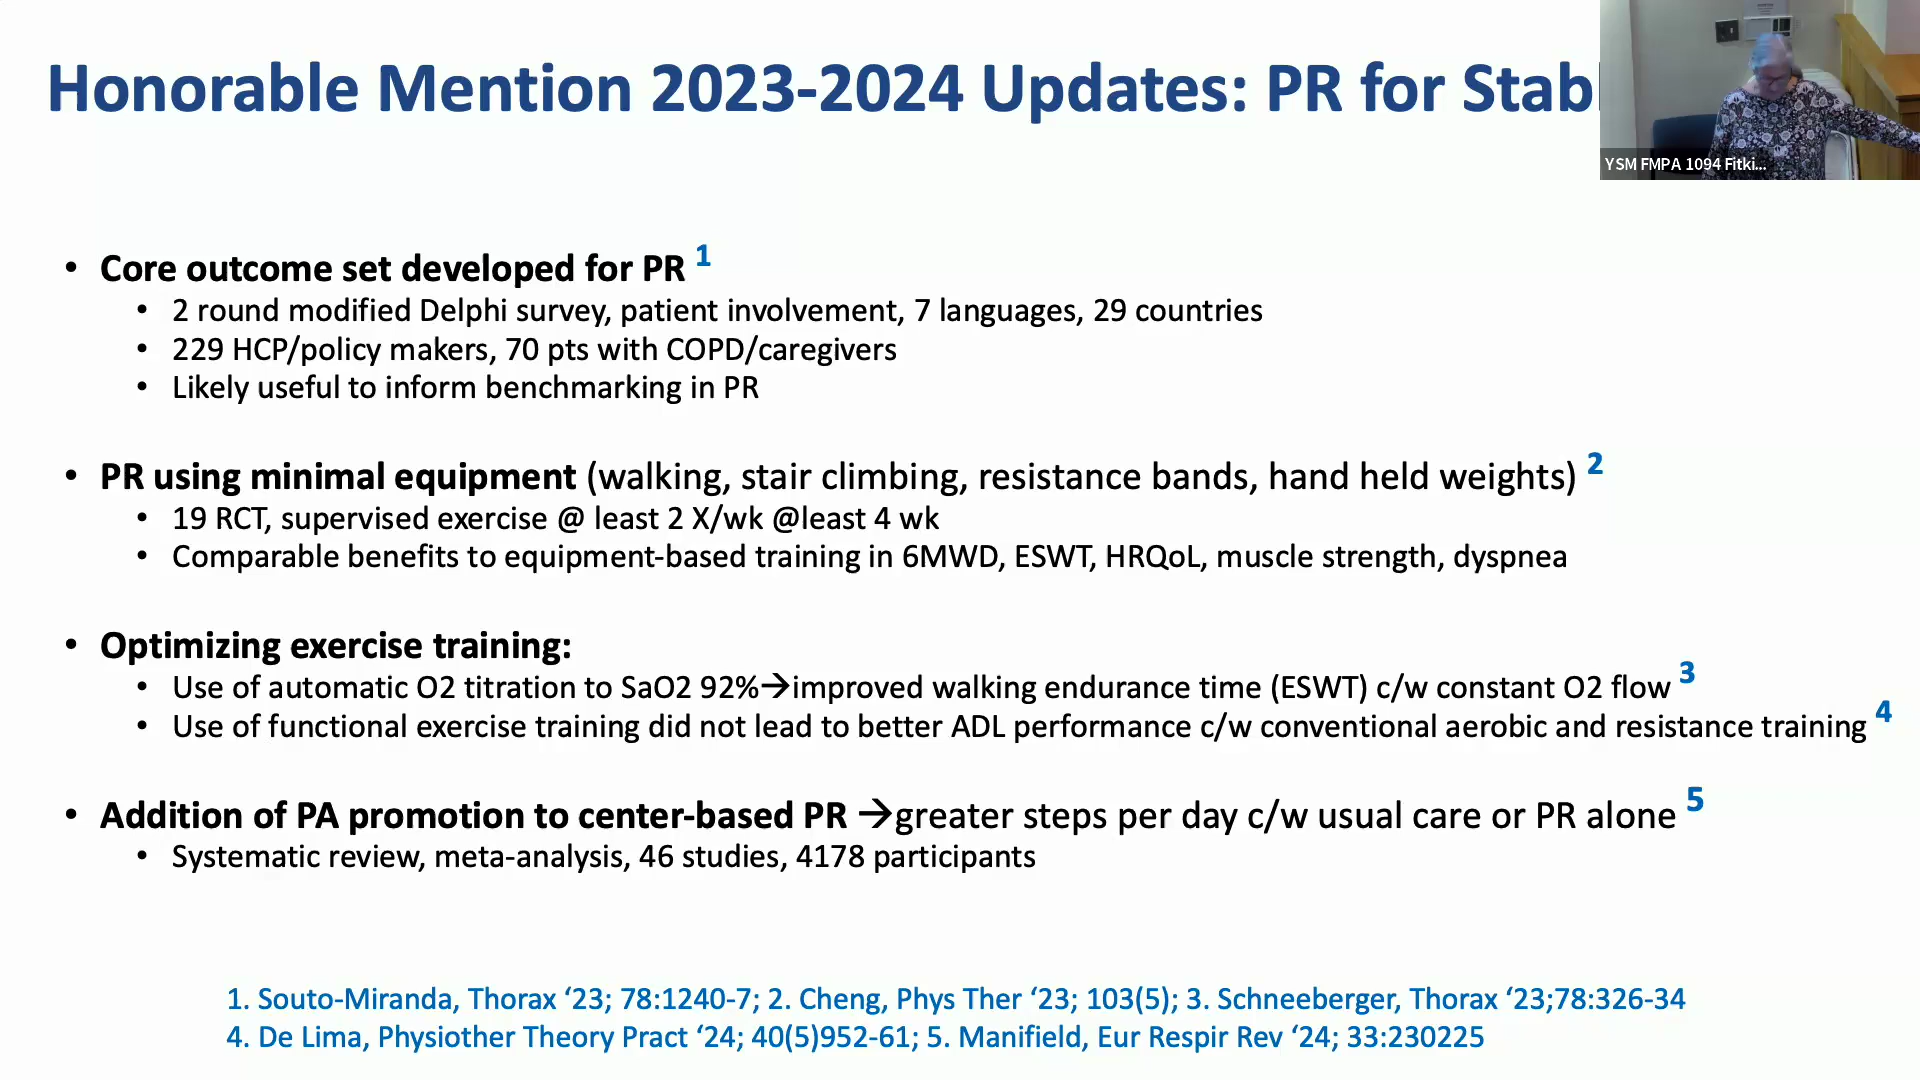 Honorable Mention 2023-2024 Updates: PR for Stab
YSM FMPA 1094 Fitki...
• Core outcome set developed for PR 1
• 2 round modified Delphi survey, patient involvement, 7 languages, 29 countries
• 229 HCP/policy makers, 70 pts with COPD/caregivers
• Likely useful to inform benchmarking in PR
• PR using minimal equipment (walking, stair climbing, resistance bands, hand held weights) 2
• 19 RCT, supervised exercise @ least 2 X/wk @least 4 wk
• Comparable benefits to equipment-based training in 6MWD, ESWT, HRQoL, muscle strength, dyspnea
• Optimizing exercise training:
• Use of automatic O2 titration to SaO2 92%→improved walking endurance time (ESWT) c/w constant O2 flow 3
• Use of functional exercise training did not lead to better ADL performance c/w conventional aerobic and resistance training 4
• Addition of PA promotion to center-based PR →greater steps per day c/w usual care or PR alone 5
• Systematic review, meta-analysis, 46 studies, 4178 participants
1. Souto-Miranda, Thorax ‘23; 78:1240-7; 2. Cheng, Phys Ther ‘23; 103(5); 3. Schneeberger, Thorax ‘23;78:326-34
4. De Lima, Physiother Theory Pract ‘24; 40(5)952-61; 5. Manifield, Eur Respir Rev ‘24; 33:230225